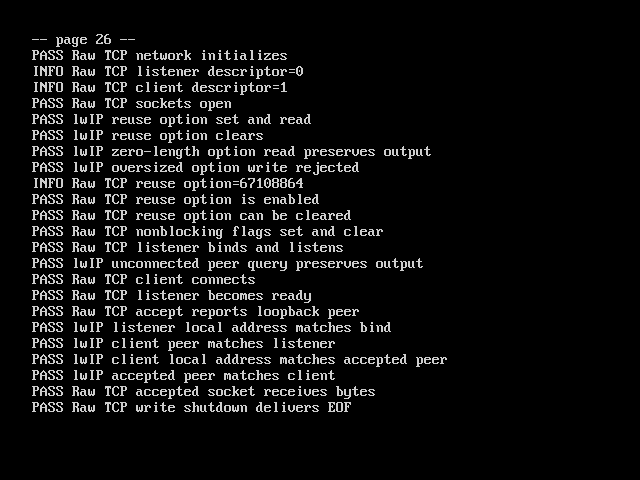 -- page 26 --
PASS Raw TCP network initializes
INFO Raw TCP listener descriptor=0
INFO Raw TCP client descriptor=1
PASS Raw TCP sockets open
PASS lwIP reuse option set and read
PASS lwIP reuse option clears
PASS lwIP zero-length option read preserves output
PASS lwIP oversized option write rejected
INFO Raw TCP reuse option=67108864
PASS Raw TCP reuse option is enabled
PASS Raw TCP reuse option can be cleared
PASS Raw TCP nonblocking flags set and clear
PASS Raw TCP listener binds and listens
PASS lwIP unconnected peer query preserves output
PASS Raw TCP client connects
PASS Raw TCP listener becomes ready
PASS Raw TCP accept reports loopback peer
PASS lwIP listener local address matches bind
PASS lwIP client peer matches listener
PASS lwIP client local address matches accepted peer
PASS lwIP accepted peer matches client
PASS Raw TCP accepted socket receives bytes
PASS Raw TCP write shutdown delivers EOF